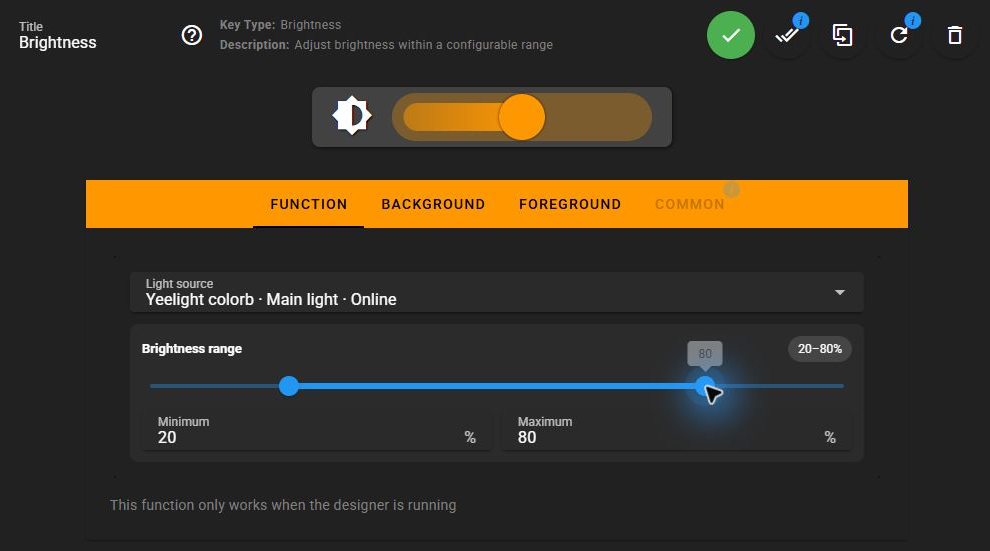 Title
Brightness
Key Type: Brightness
Description: Adjust brightness within a configurable range
i
i
FUNCTION
BACKGROUND
FOREGROUND
COMMON
i
Light source
Yeelight colorb · Main light · Online
Brightness range
80
20–80%
Minimum
20
%
Maximum
80
%
This function only works when the designer is running